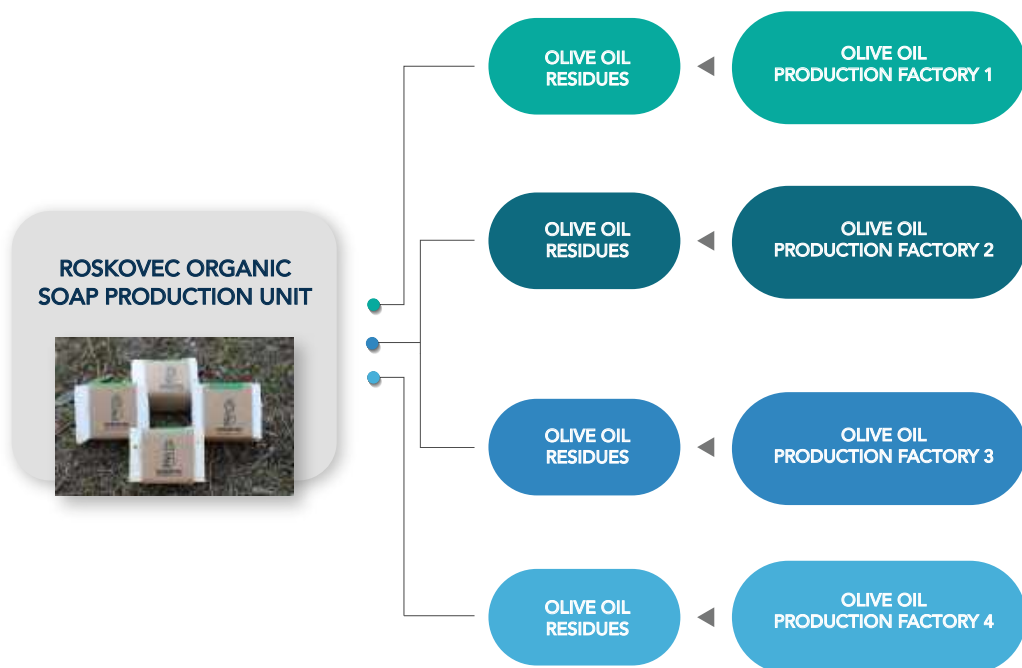 ROSKOVEC ORGANIC
SOAP PRODUCTION UNIT
OLIVE OIL
RESIDUES
OLIVE OIL
PRODUCTION FACTORY 1
OLIVE OIL
RESIDUES
OLIVE OIL
PRODUCTION FACTORY 2
OLIVE OIL
RESIDUES
OLIVE OIL
PRODUCTION FACTORY 3
OLIVE OIL
RESIDUES
OLIVE OIL
PRODUCTION FACTORY 4